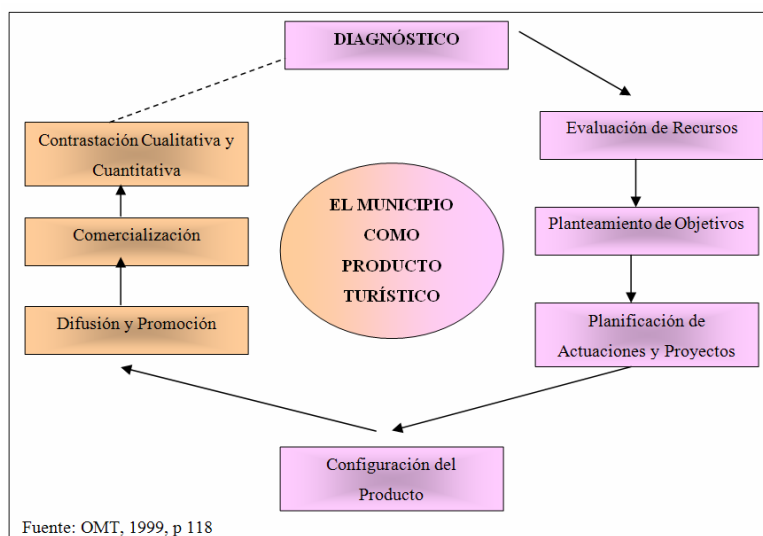 DIAGNÓSTICO
Evaluación de Recursos
Planteamiento de Objetivos
Planificación de
Actuaciones y Proyectos
Configuración del
Producto
Difusión y Promoción
Comercialización
Contrastación Cualitativa y
Cuantitativa
EL MUNICIPIO
COMO
PRODUCTO
TURÍSTICO
Fuente: OMT, 1999, p 118